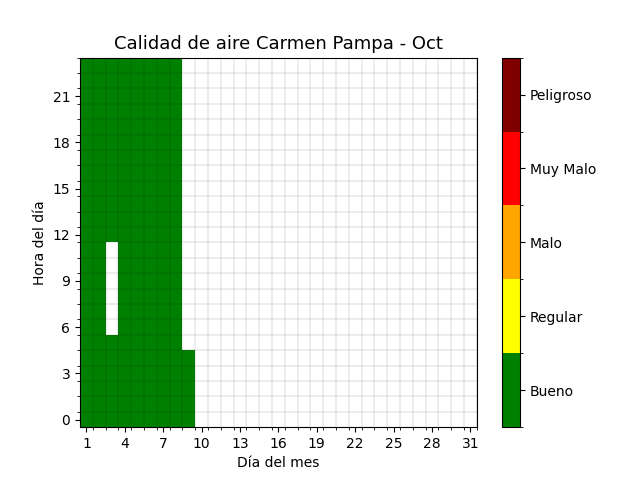 Calidad de aire Carmen Pampa - Oct
Hora del día
21
18
15
12
9
6
3
0
1 4 7 10 13 16 19 22 25 28 31
Día del mes
Peligroso
Muy Malo
Malo
Regular
Bueno